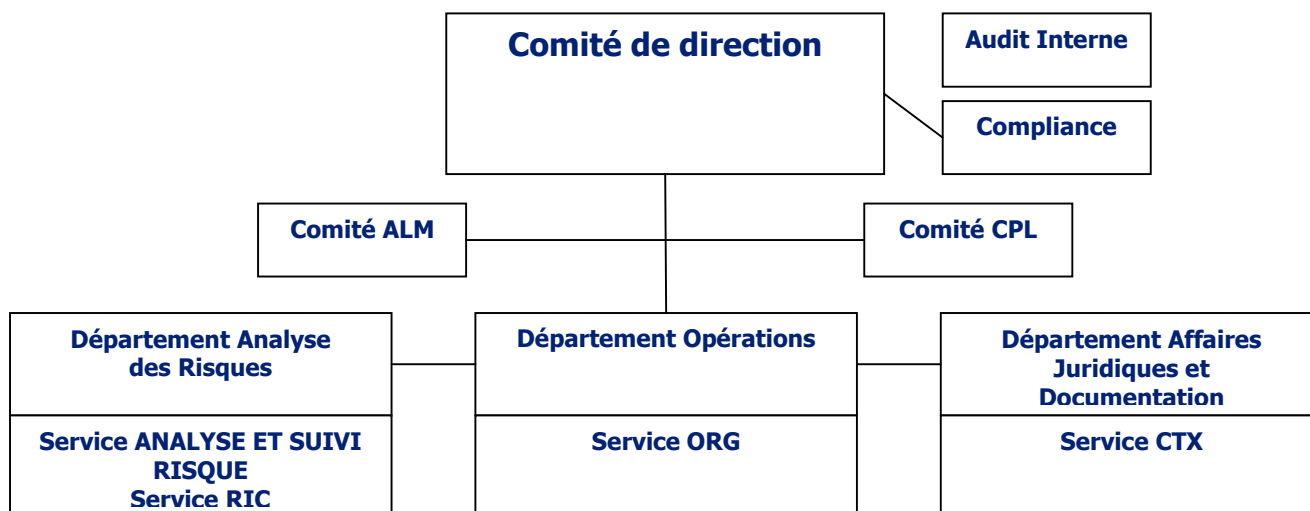 Comité de direction
Audit Interne
Compliance
Comité ALM
Comité CPL
Département Analyse
des Risques
Département Opérations
Département Affaires
Juridiques et
Documentation
Service ANALYSE ET SUIVI
RISQUE
Service RIC
Service ORG
Service CTX